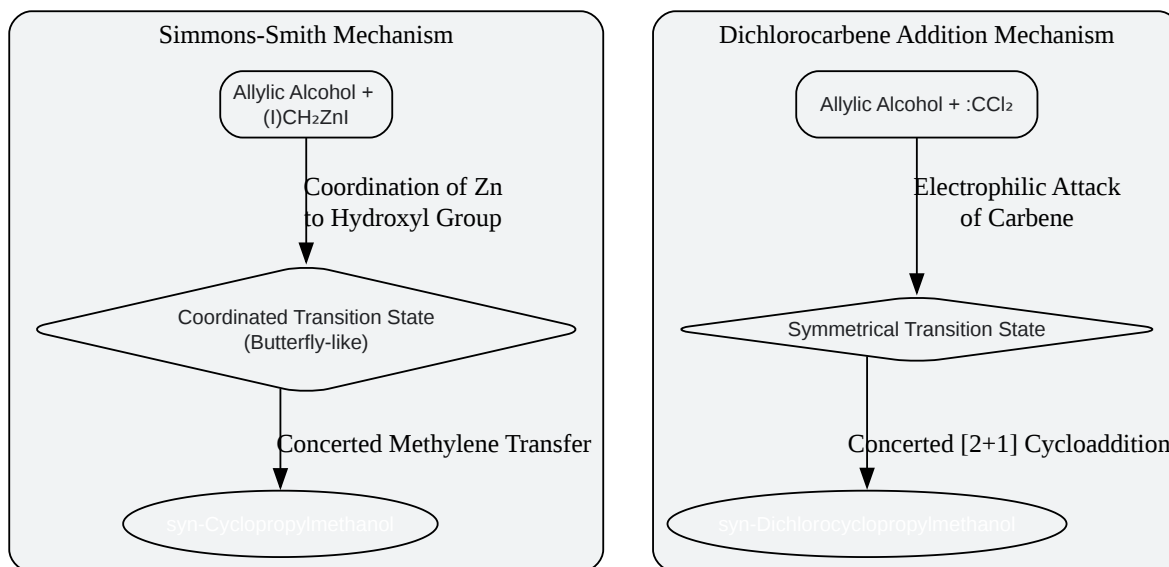 Simmons-Smith Mechanism
Allylic Alcohol +
(I)CH₂ZnI
Coordination of Zn
to Hydroxyl Group
Coordinated Transition State
(Butterfly-like)
Concerted Methylene Transfer
syn-Cyclopropylmethanol
Dichlorocarbene Addition Mechanism
Allylic Alcohol + :CCl₂
Electrophilic Attack
of Carbene
Symmetrical Transition State
Concerted [2+1] Cycloaddition
syn-Dichlorocyclopropylmethanol